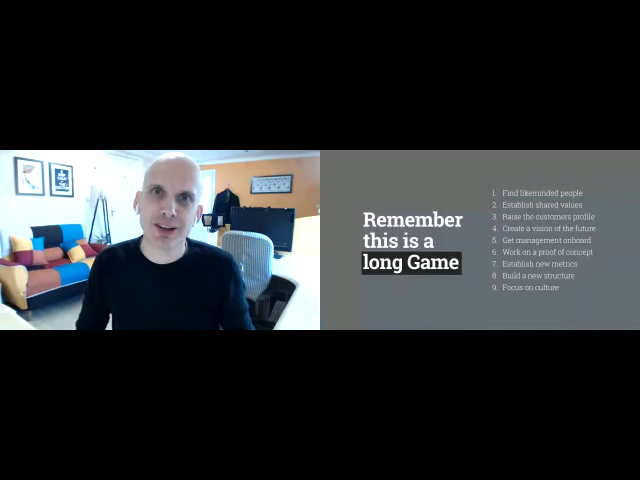 Remember
this is a
long Game
1. Find likeminded people
2. Establish shared values
3. Raise the customers profile
4. Create a vision of the future
5. Get management onboard
6. Work on a proof of concept
7. Establish new metrics
8. Build a new structure
9. Focus on culture